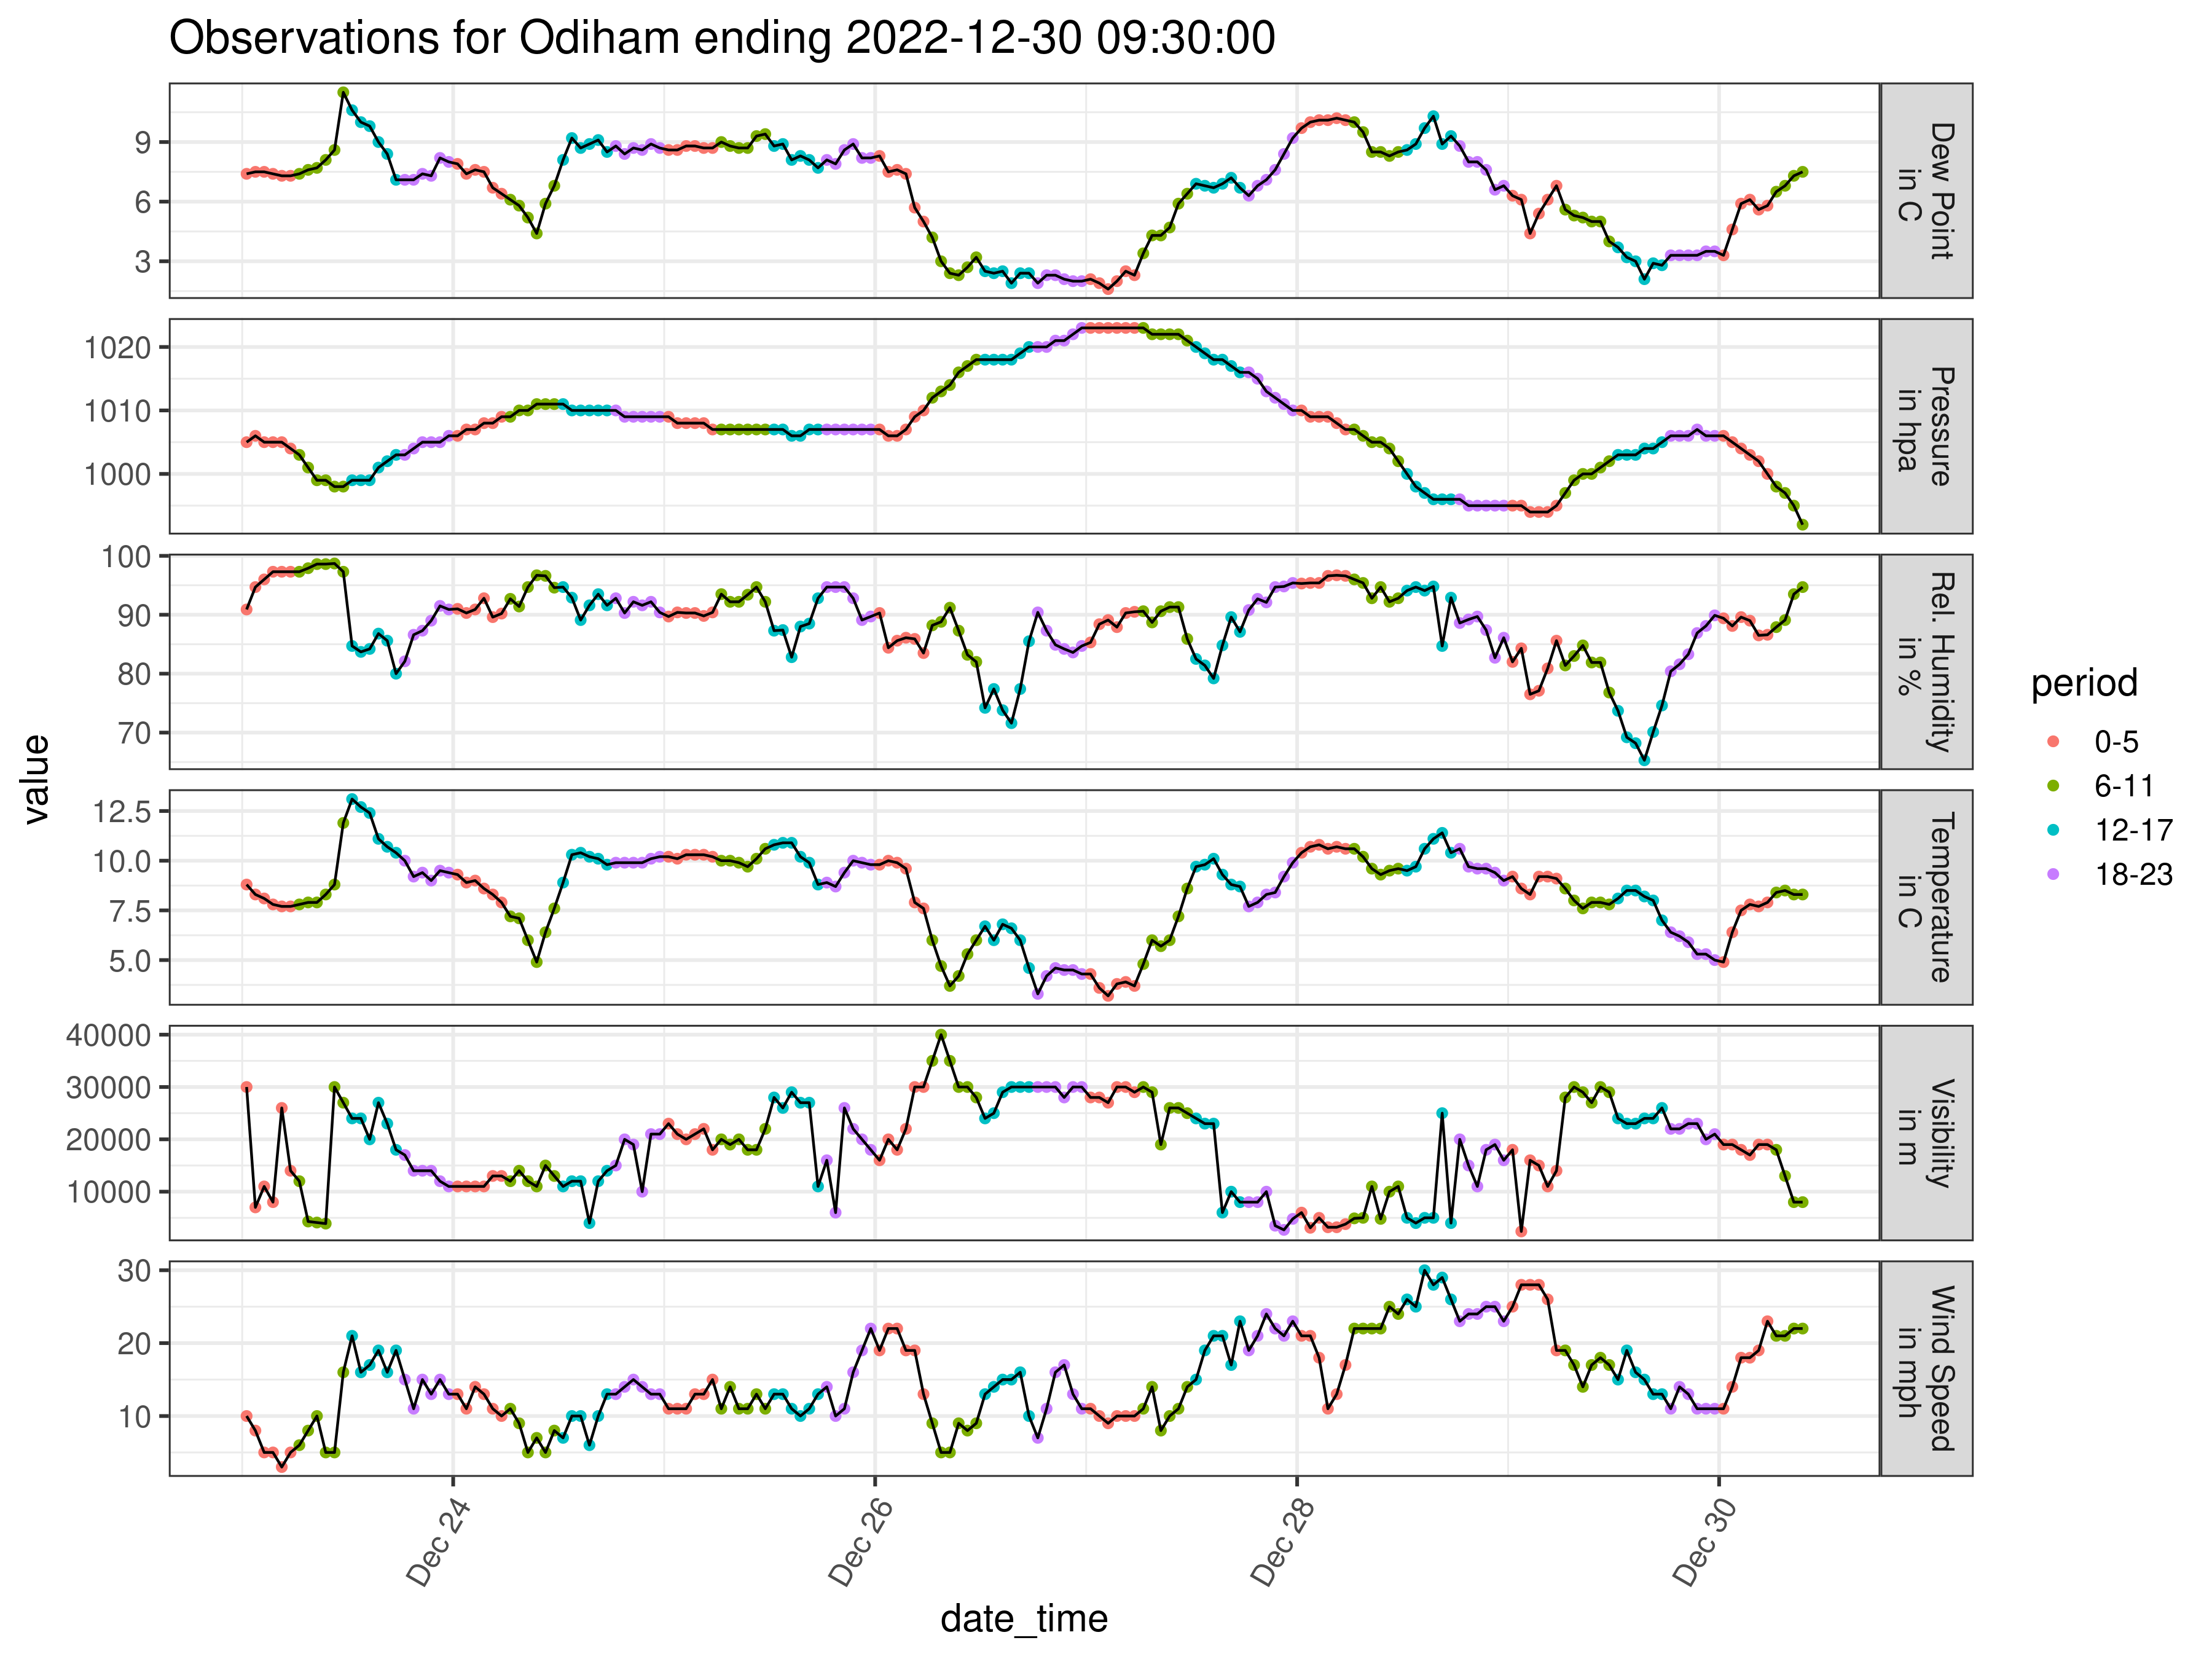 Observations for Odiham ending 2022-12-30 09:30:00
value
9
6
3
Dew Point
in C
1020
1010
1000
Pressure
in hpa
100
90
80
70
Rel. Humidity
in %
12.5
10.0
7.5
5.0
Temperature
in C
40000
30000
20000
10000
Visibility
in m
30
20
10
Wind Speed
in mph
Dec 24
Dec 26
Dec 28
Dec 30
date_time
period
0-5
6-11
12-17
18-23